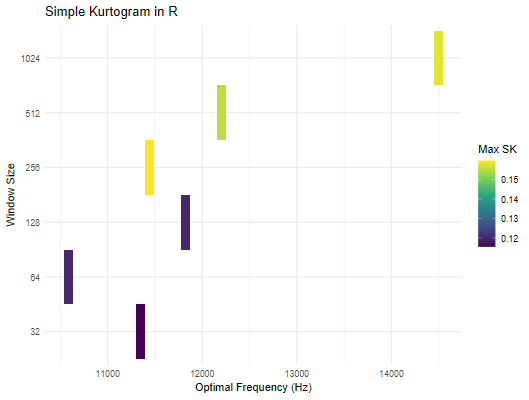 Simple Kurtogram in R
1024
512
256
128
64
32
Window Size
11000 12000 13000 14000
Optimal Frequency (Hz)
Max SK
0.15
0.14
0.13
0.12